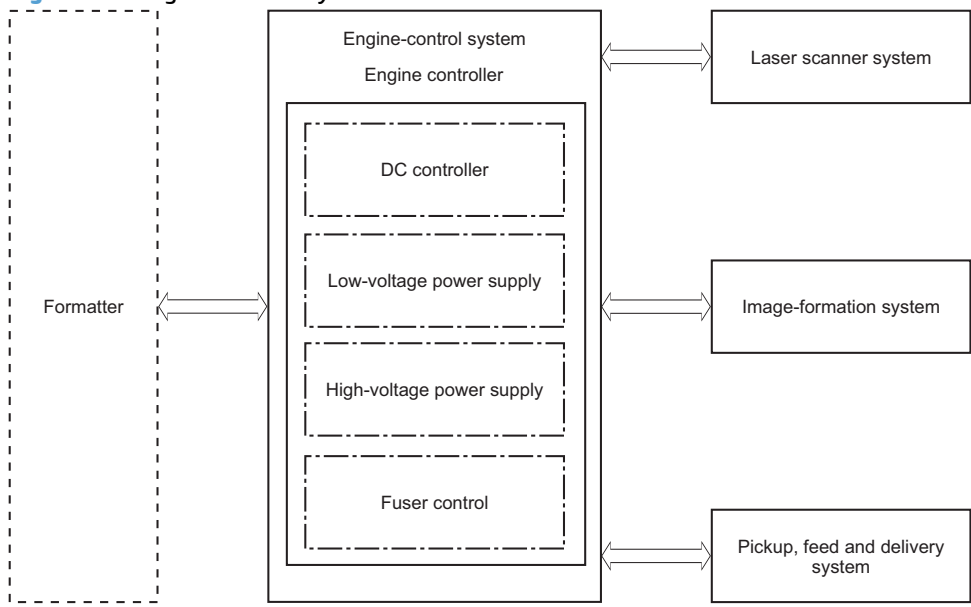 Engine-control system
Engine controller
DC controller
Low-voltage power supply
High-voltage power supply
Fuser control
Formatter
Laser scanner system
Image-formation system
Pickup, feed and delivery
system